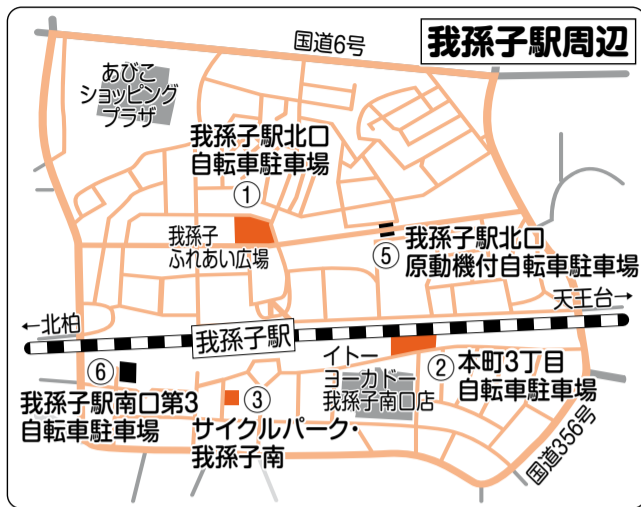 我孫子駅周辺
国道6号
あびこ
ショッピング
プラザ
我孫子駅北口
自転車駐車場
①
我孫子
ふれあい広場
⑤
我孫子駅北口
原動機付自転車駐車場
天王台→
←北柏
我孫子駅
⑥
我孫子駅南口第3
自転車駐車場
③
サイクルパーク・
我孫子南
イトー
ヨーカドー
我孫子南口店
②
本町3丁目
自転車駐車場
国道356号